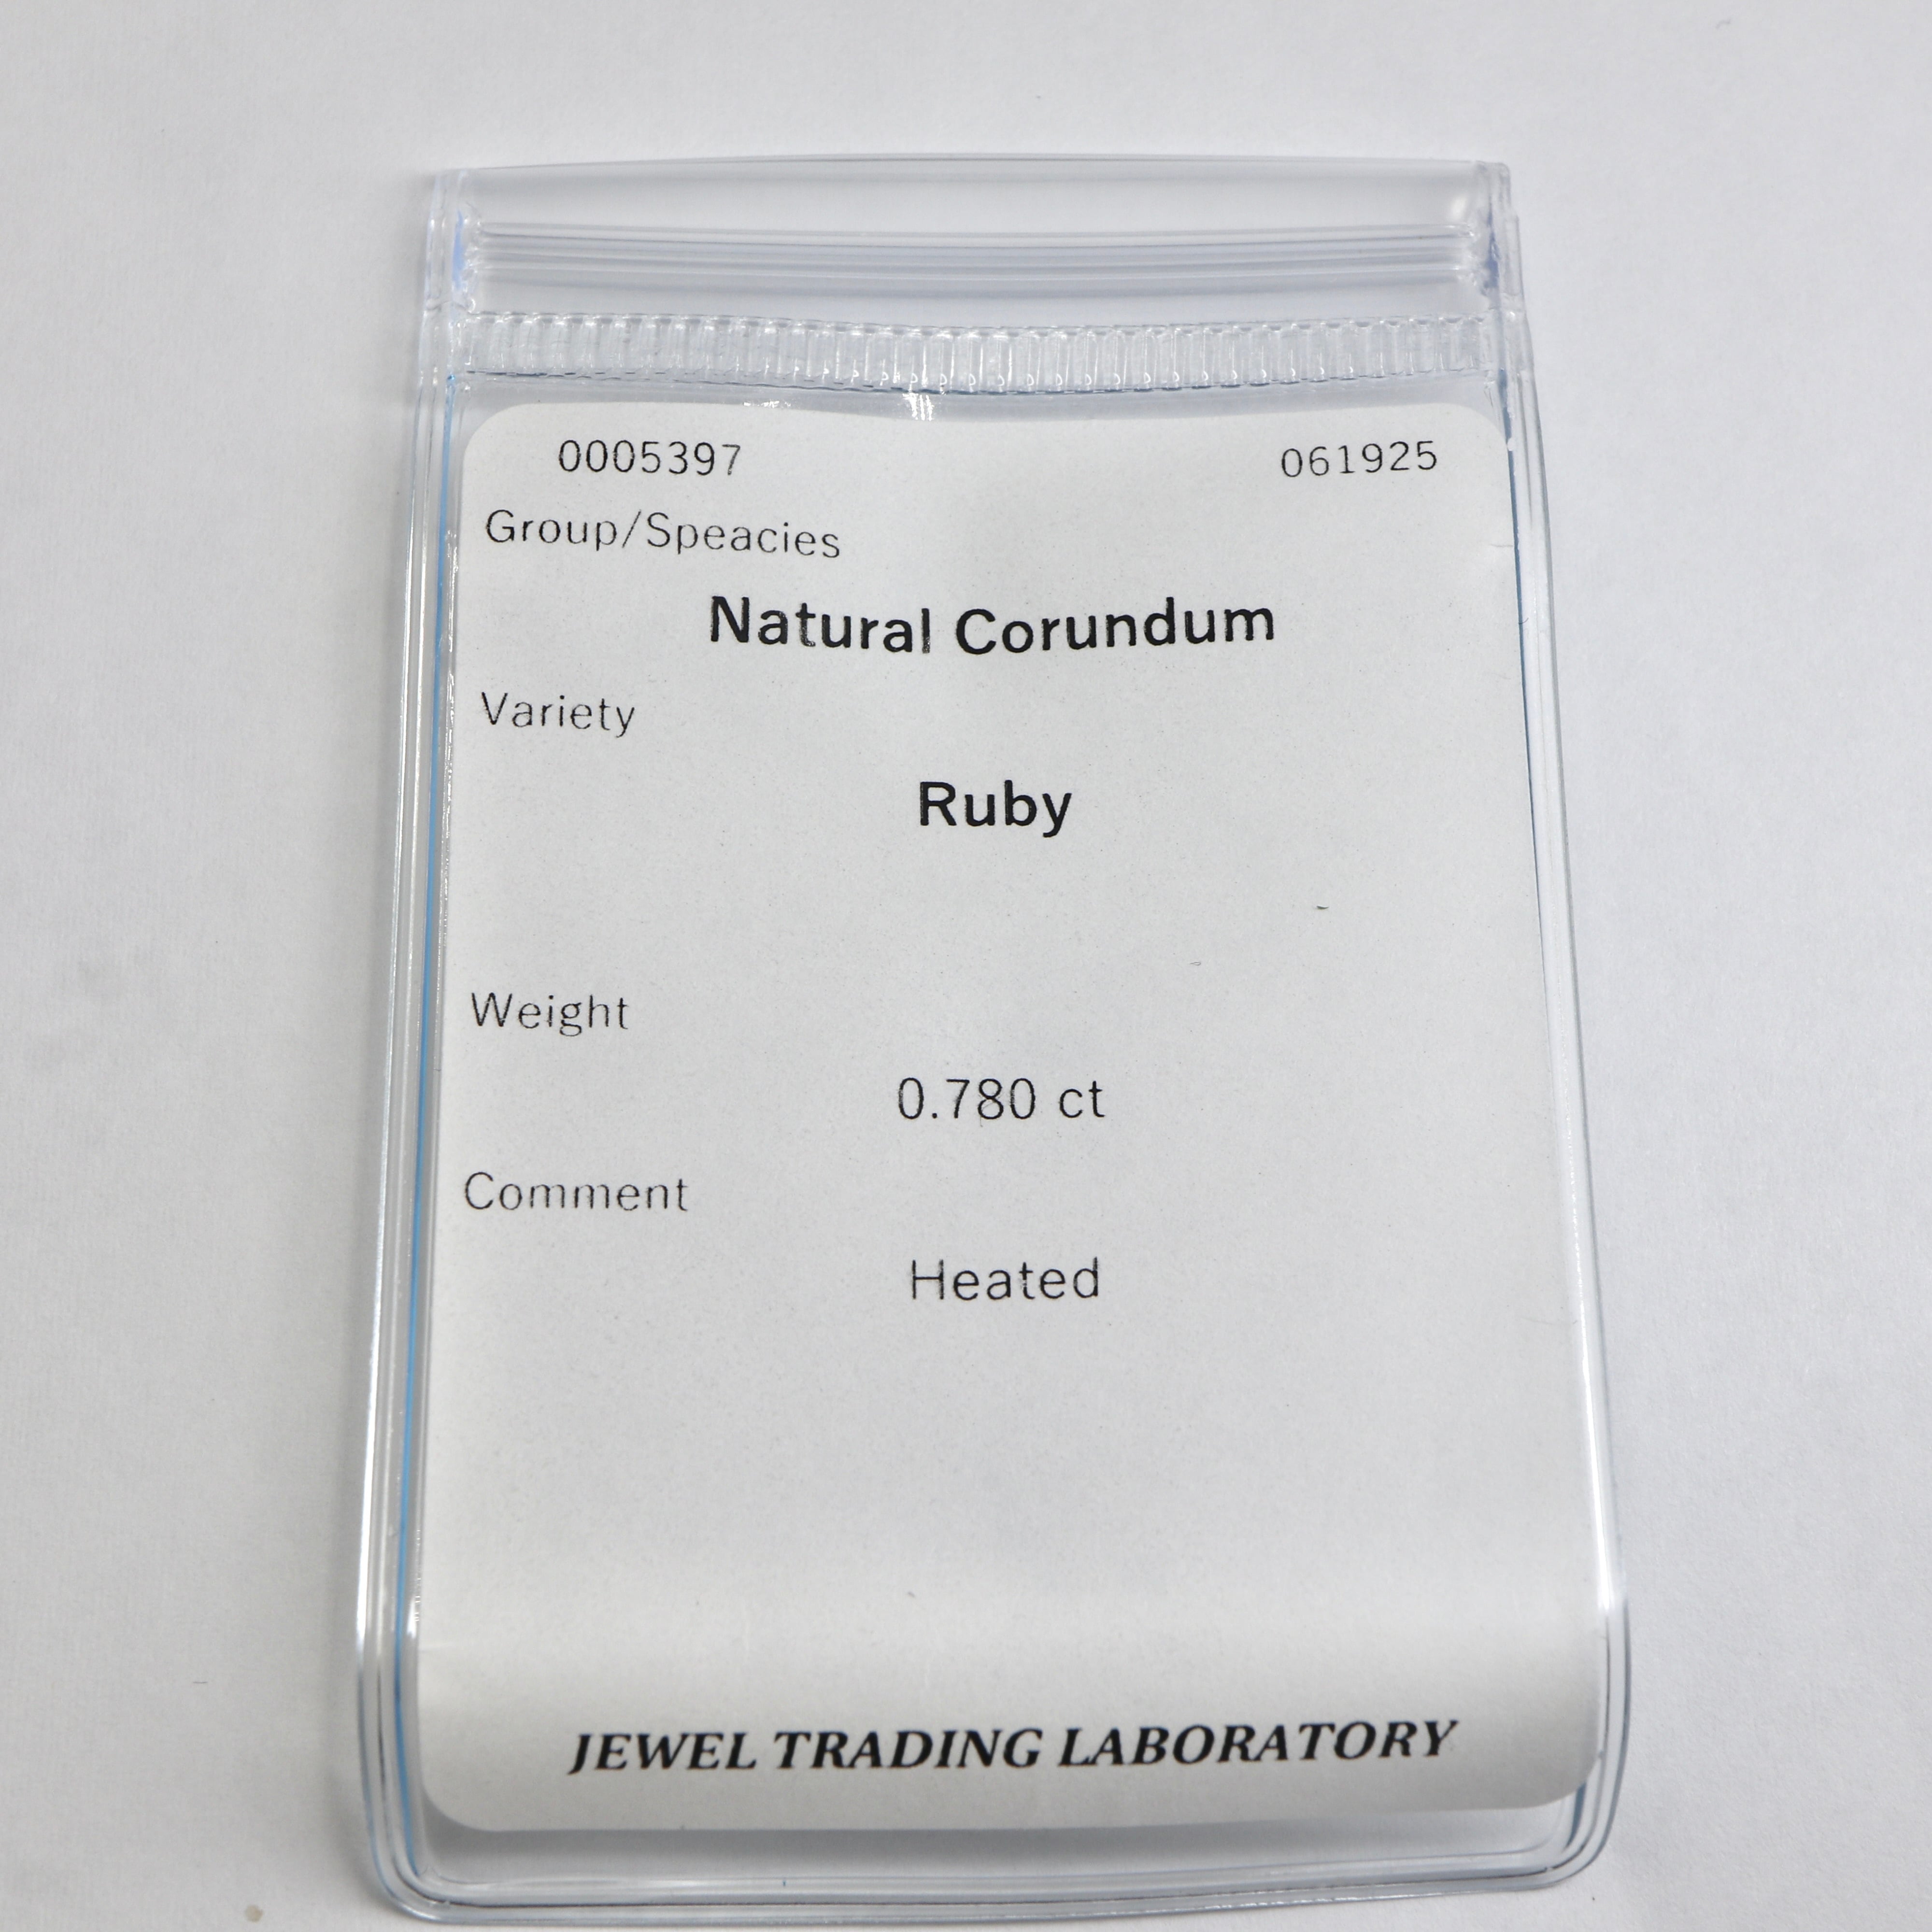 0005397 061925
Group/Speacies
Natural Corundum
Variety
Ruby
Weight
0.780 ct
Comment
Heated
JEWEL TRADING LABORATORY